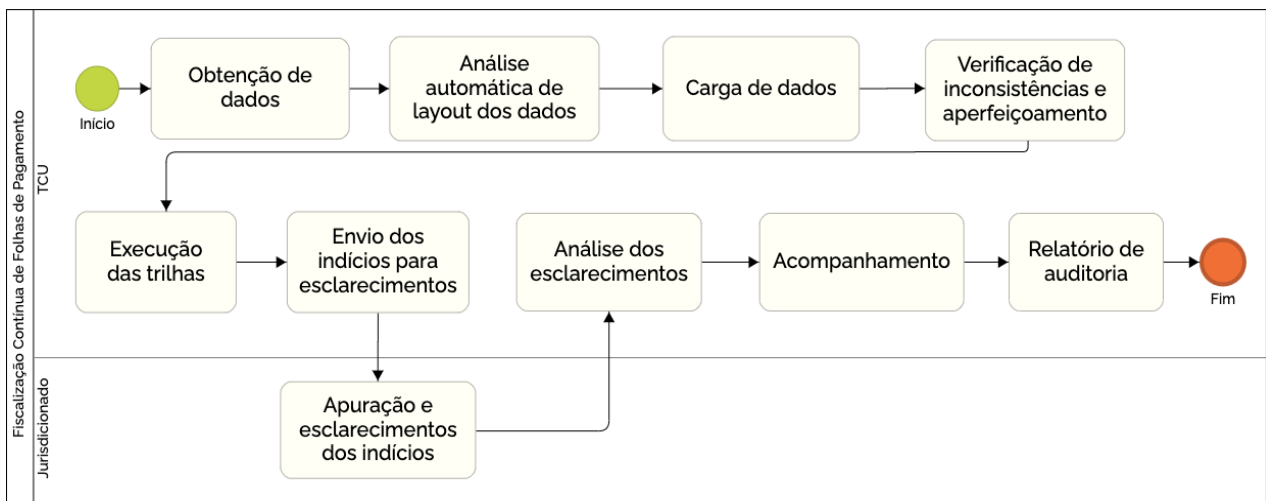 Fiscalização Contínua de Folhas de Pagamento
TCU
Início
Obtenção de
dados
Análise
automática de
layout dos dados
Carga de dados
Verificação de
inconsistências e
aperfeiçoamento
Execução
das trilhas
Envio dos
indícios para
esclarecimentos
Análise dos
esclarecimentos
Acompanhamento
Relatório de
auditoria
Fim
Jurisdicionado
Apuração e
esclarecimentos
dos indícios